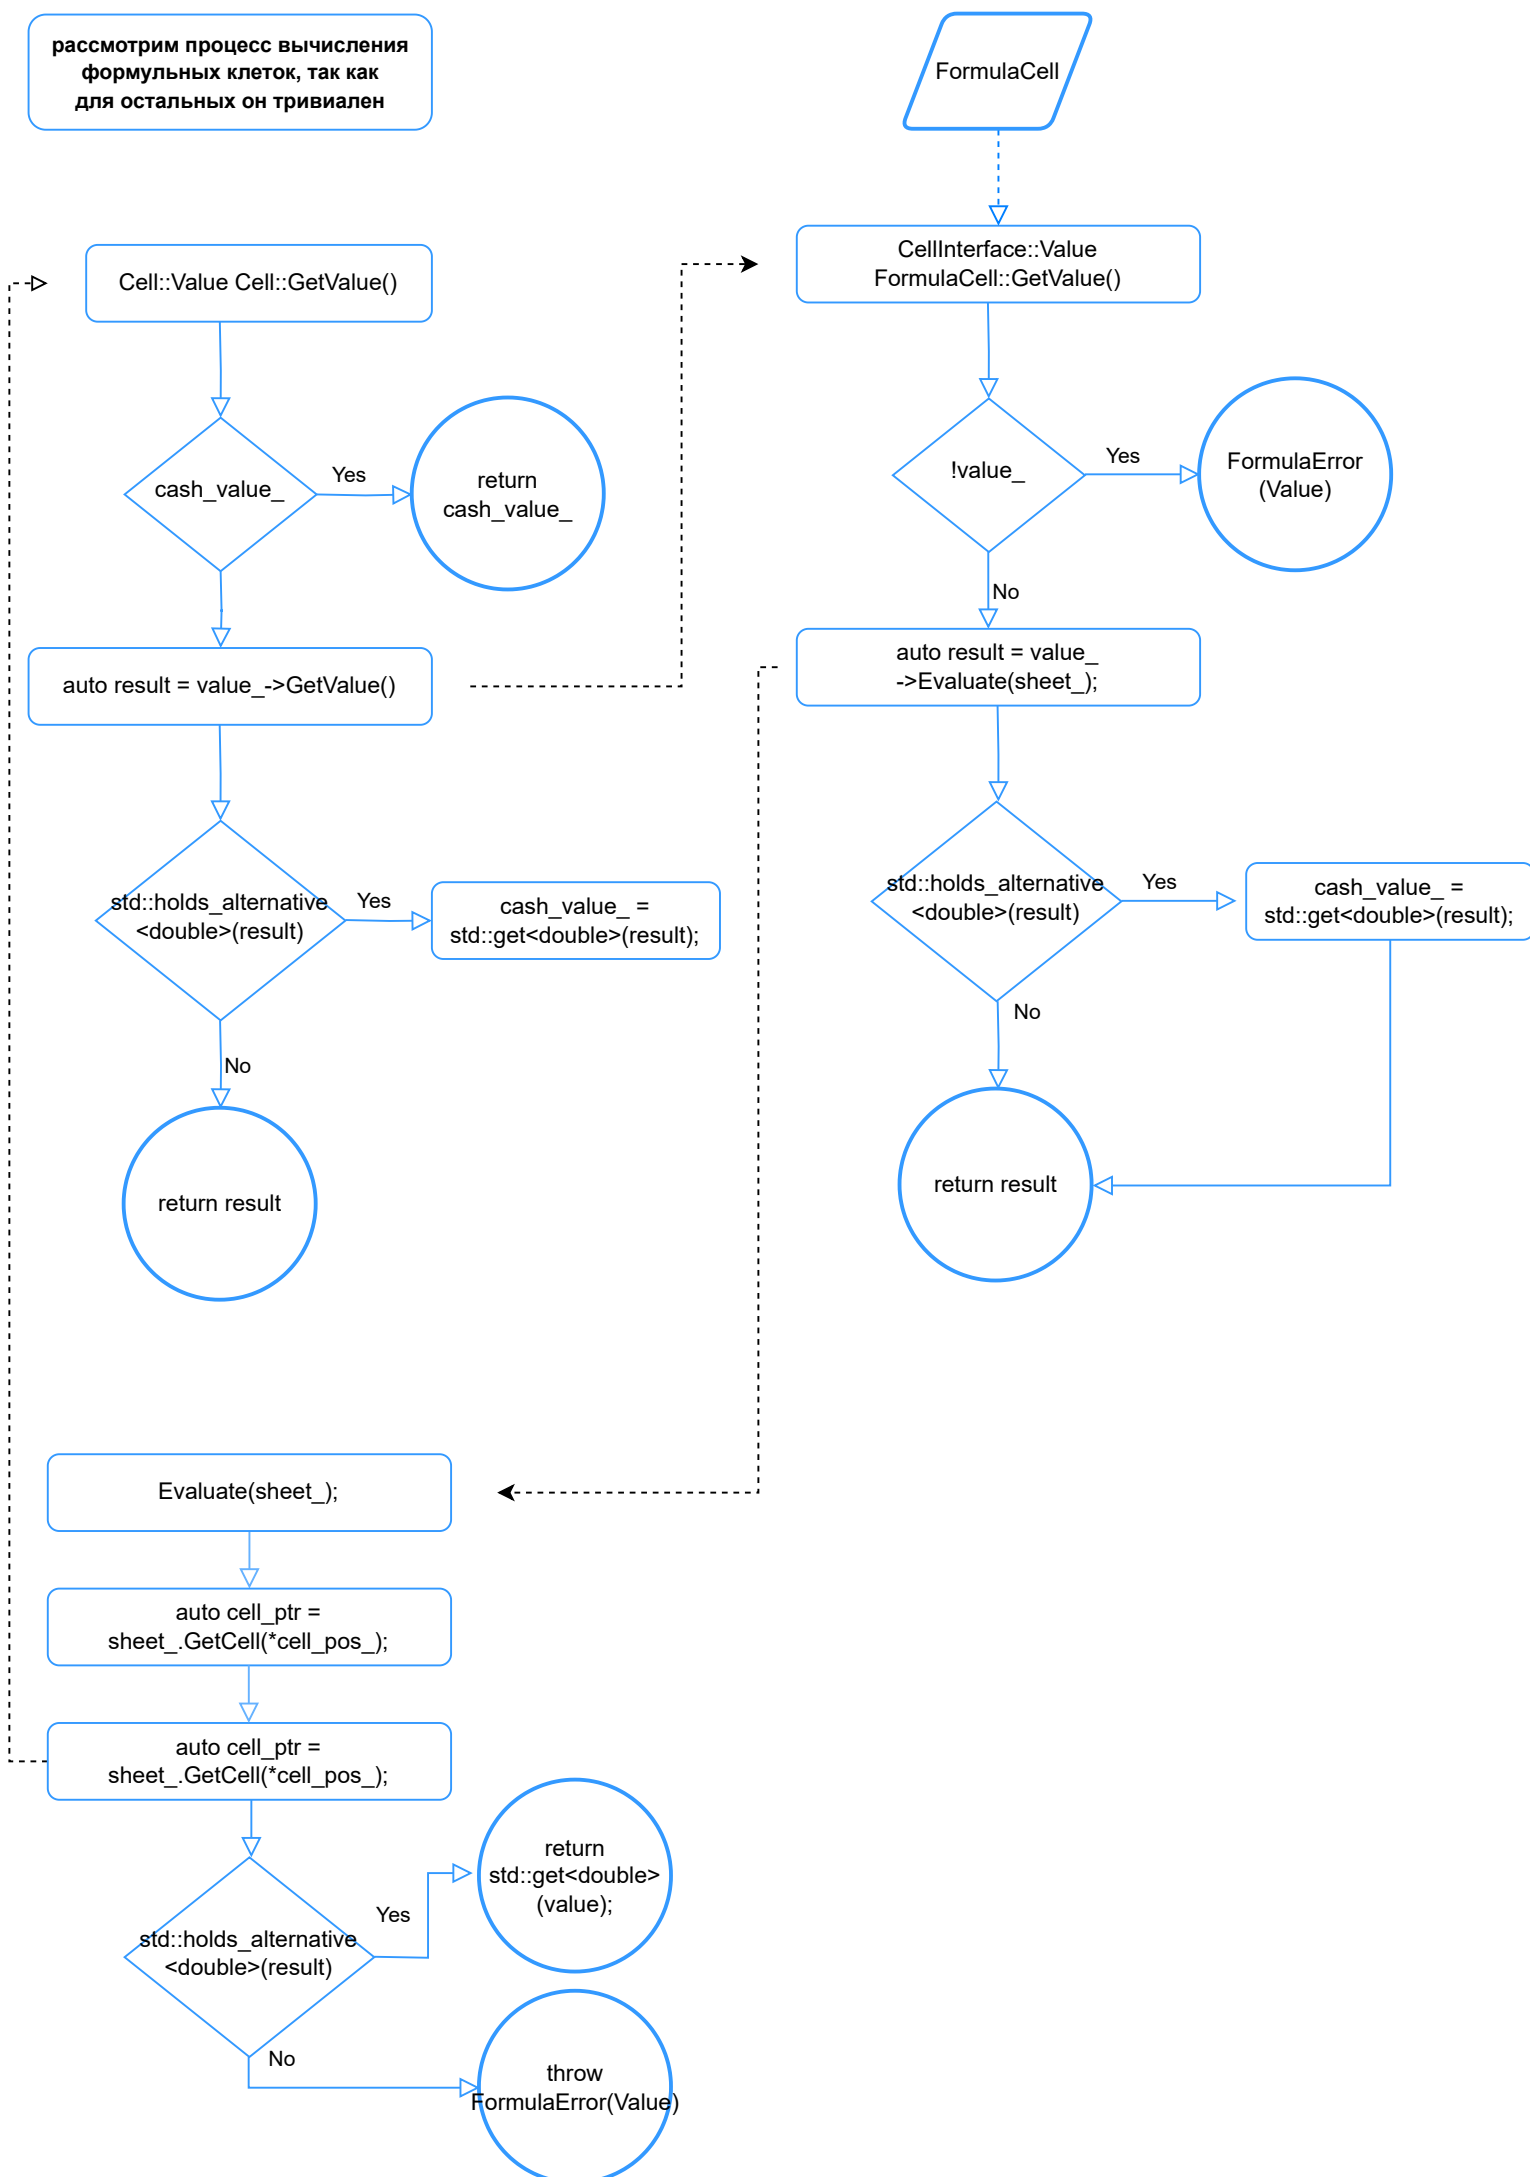 рассмотрим процесс вычисления
формульных клеток, так как
для остальных он тривиален
FormulaCell
Cell::Value Cell::GetValue()
cash_value_
Yes
return
cash_value_
auto result = value_->GetValue()
std::holds_alternative
<double>(result)
Yes
cash_value_ =
std::get<double>(result);
No
return result
CellInterface::Value
FormulaCell::GetValue()
!value_
Yes
FormulaError
(Value)
No
auto result = value_
->Evaluate(sheet_);
std::holds_alternative
<double>(result)
Yes
cash_value_ =
std::get<double>(result);
No
return result
Evaluate(sheet_);
auto cell_ptr =
sheet_.GetCell(*cell_pos_);
auto cell_ptr =
sheet_.GetCell(*cell_pos_);
std::holds_alternative
<double>(result)
Yes
return
std::get<double>
(value);
No
throw
FormulaError(Value)